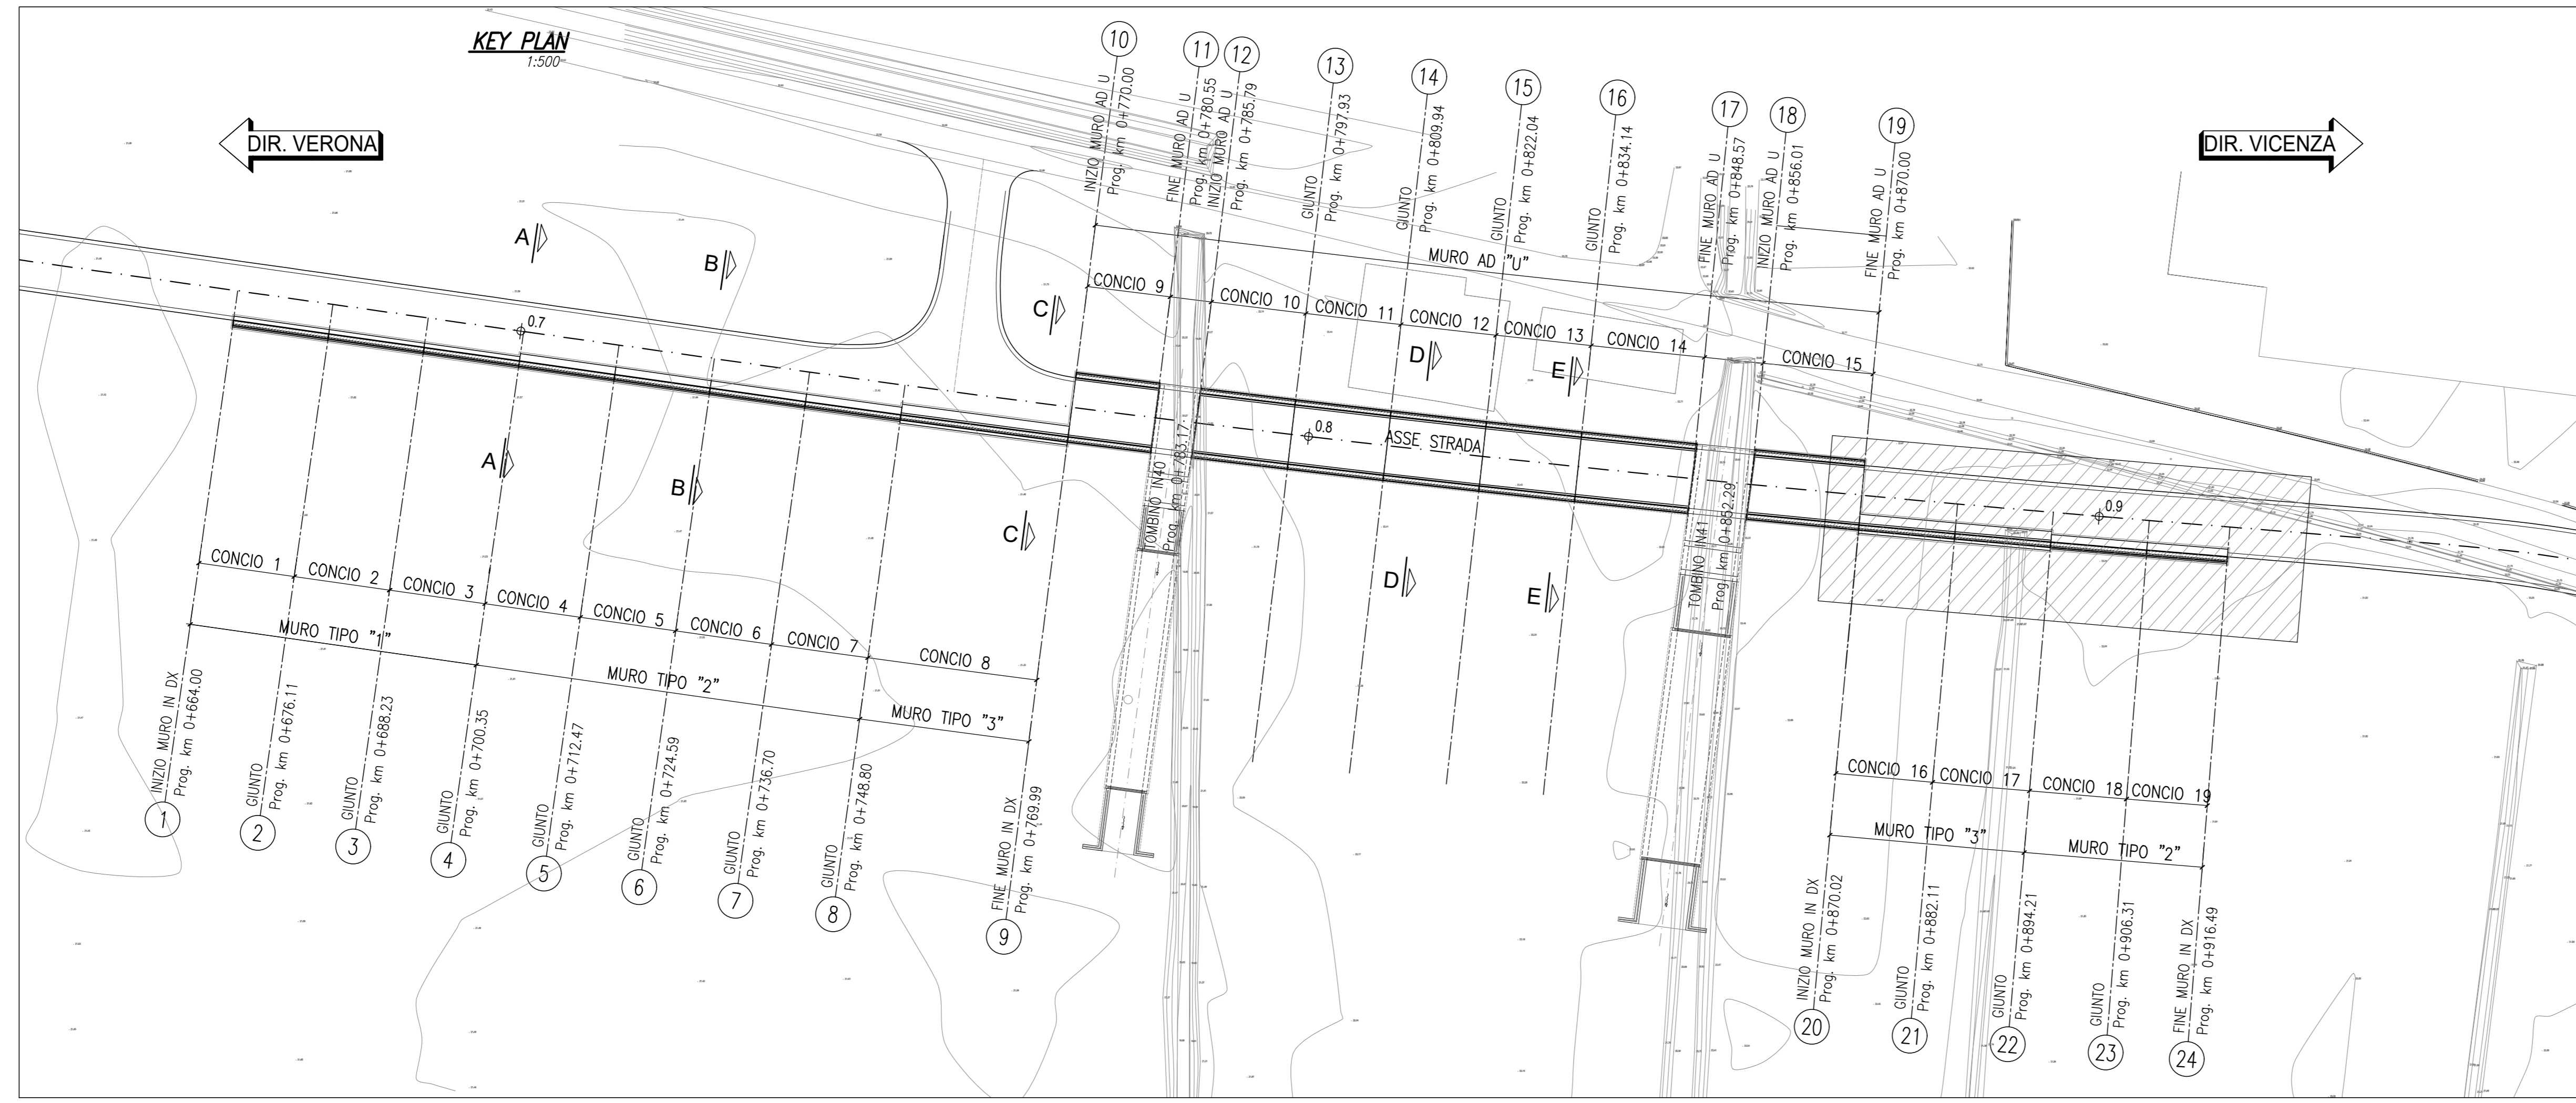 KEY PLAN
1:500
DIR. VERONA
DIR. VICENZA
10
INIZIO MURO AD U
Prog. km 0+770.00
11
FINE MURO AD U
Prog. km 0+780.55
12
INIZIO MURO AD U
Prog. km 0+785.79
13
GIUNTO
Prog. km 0+797.93
14
GIUNTO
Prog. km 0+809.94
15
GIUNTO
Prog. km 0+822.04
16
GIUNTO
Prog. km 0+834.14
17
FINE MURO AD U
Prog. km 0+848.57
18
INIZIO MURO AD U
Prog. km 0+856.01
19
FINE MURO AD U
Prog. km 0+870.00
MURO AD "U"
CONCIO 9
CONCIO 10
CONCIO 11
CONCIO 12
CONCIO 13
CONCIO 14
CONCIO 15
A
B
C
D
E
0.7
0.8
ASSE STRADA
0.9
A
B
C
D
E
TOMBINO IN40
Prog. km 0+783.17
TOMBINO IN41
Prog. km 0+852.29
CONCIO 1
CONCIO 2
CONCIO 3
CONCIO 4
CONCIO 5
CONCIO 6
CONCIO 7
CONCIO 8
MURO TIPO "1"
MURO TIPO "2"
MURO TIPO "3"
INIZIO MURO IN DX
Prog. km 0+664.00
1
GIUNTO
Prog. km 0+676.11
2
GIUNTO
Prog. km 0+688.23
3
GIUNTO
Prog. km 0+700.35
4
GIUNTO
Prog. km 0+712.47
5
GIUNTO
Prog. km 0+724.59
6
GIUNTO
Prog. km 0+736.70
7
GIUNTO
Prog. km 0+748.80
8
FINE MURO IN DX
Prog. km 0+769.99
9
CONCIO 16
CONCIO 17
CONCIO 18
CONCIO 19
MURO TIPO "3"
MURO TIPO "2"
INIZIO MURO IN DX
Prog. km 0+870.02
20
GIUNTO
Prog. km 0+882.11
21
GIUNTO
Prog. km 0+894.21
22
GIUNTO
Prog. km 0+906.31
23
FINE MURO IN DX
Prog. km 0+916.49
24